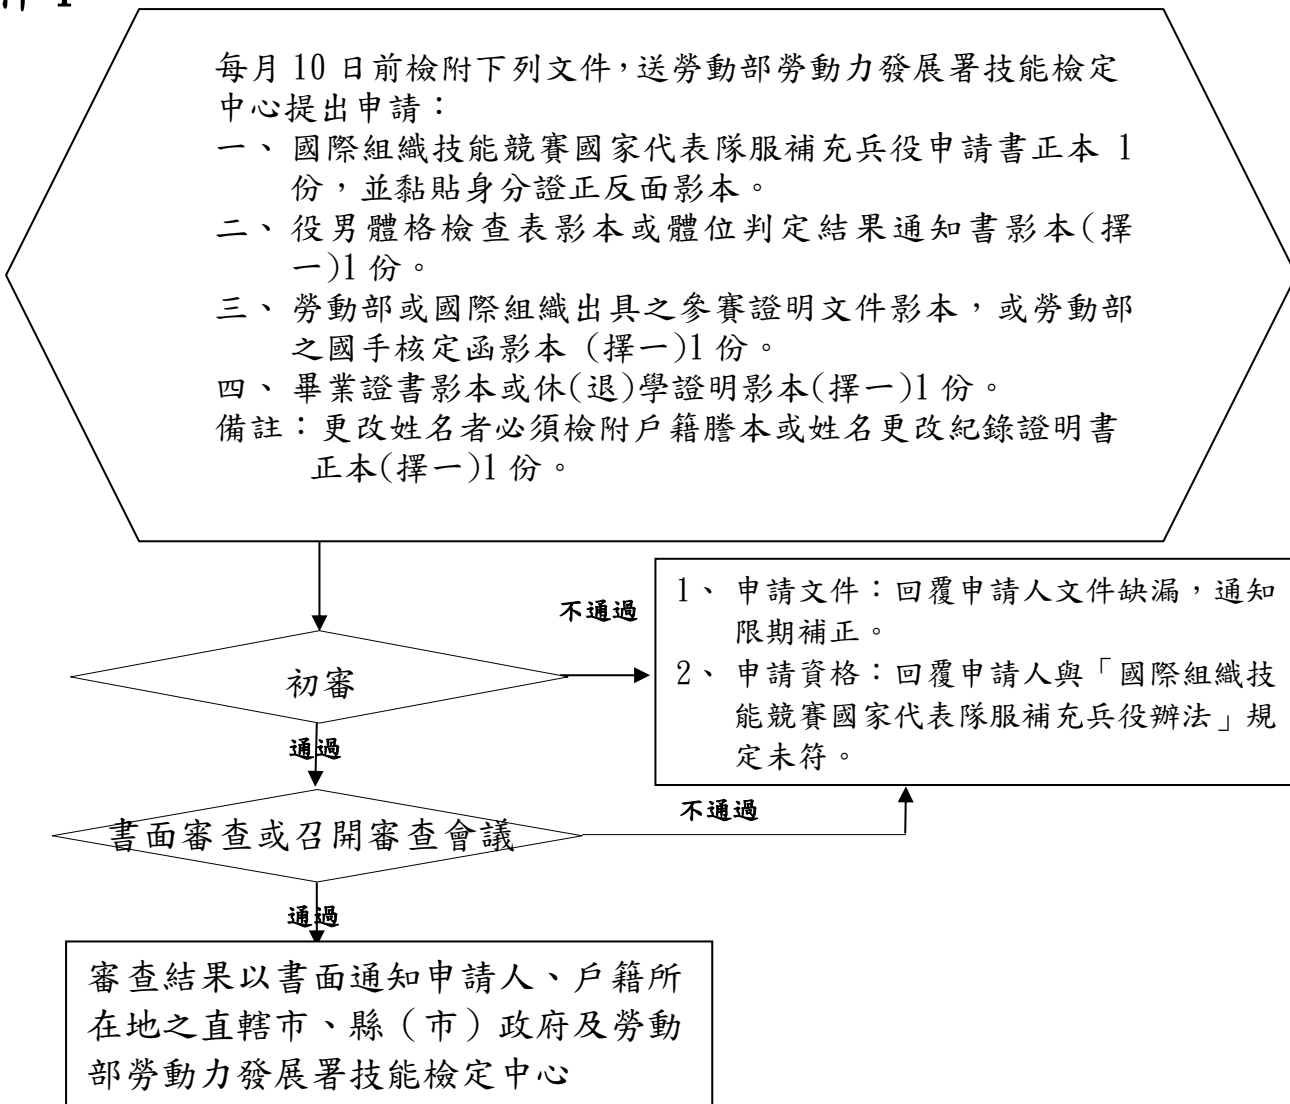 件 1
每月 10 日前檢附下列文件,送勞動部勞動力發展署技能檢定
中心提出申請：
一、 國際組織技能競賽國家代表隊服補充兵役申請書正本 1
份，並黏貼身分證正反面影本。
二、 役男體格檢查表影本或體位判定結果通知書影本(擇
一)1 份。
三、 勞動部或國際組織出具之參賽證明文件影本，或勞動部
之國手核定函影本 (擇一)1 份。
四、 畢業證書影本或休(退)學證明影本(擇一)1 份。
備註：更改姓名者必須檢附戶籍謄本或姓名更改紀錄證明書
正本(擇一)1 份。
不通過
1、 申請文件：回覆申請人文件缺漏，通知
限期補正。
2、 申請資格：回覆申請人與「國際組織技
能競賽國家代表隊服補充兵役辦法」規
定未符。
初審
通過
不通過
書面審查或召開審查會議
通過
審查結果以書面通知申請人、戶籍所
在地之直轄市、縣（市）政府及勞動
部勞動力發展署技能檢定中心